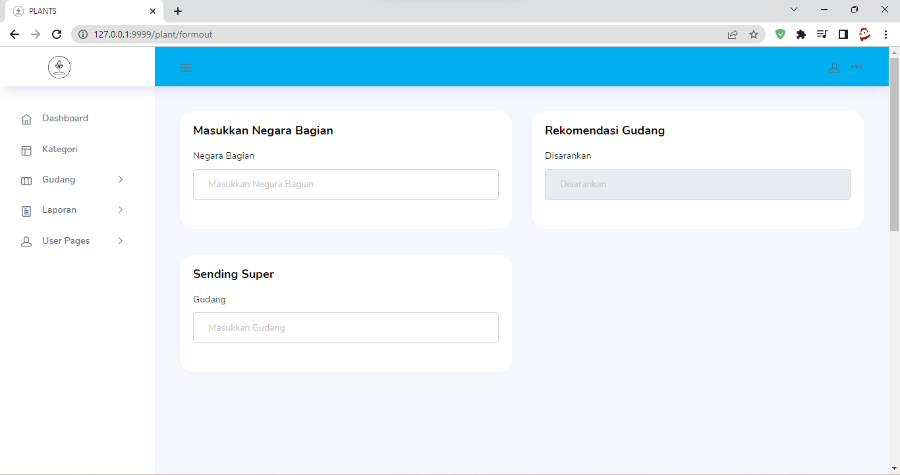 PLANTS
127.0.0.1:9999/plant/formout
Dashboard
Kategori
Gudang
Laporan
User Pages
Masukkan Negara Bagian
Negara Bagian
Masukkan Negara Bagian
Rekomendasi Gudang
Disarankan
Disarankan
Sending Super
Gudang
Masukkan Gudang